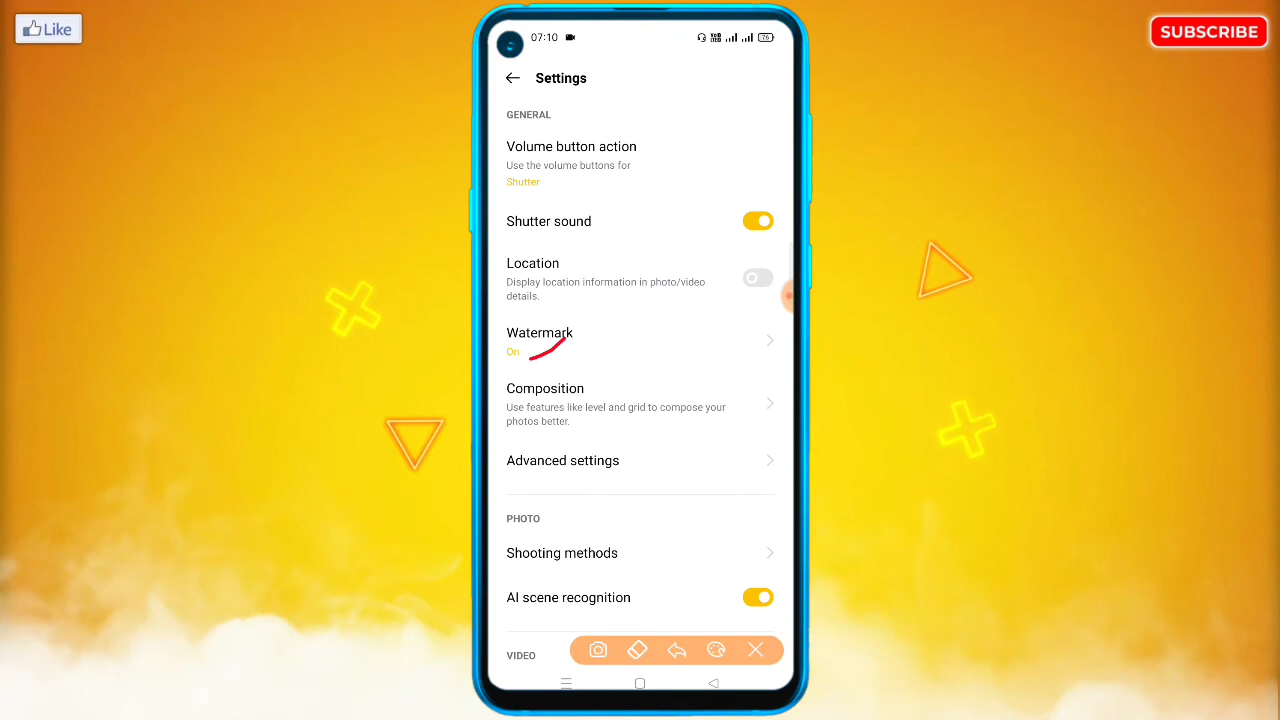 Like
SUBSCRIBE
07:10
76
Settings
GENERAL
Volume button action
Use the volume buttons for
Shutter
Shutter sound
Location
Display location information in photo/video
details.
Watermark
On
Composition
Use features like level and grid to compose your
photos better.
Advanced settings
PHOTO
Shooting methods
AI scene recognition
VIDEO